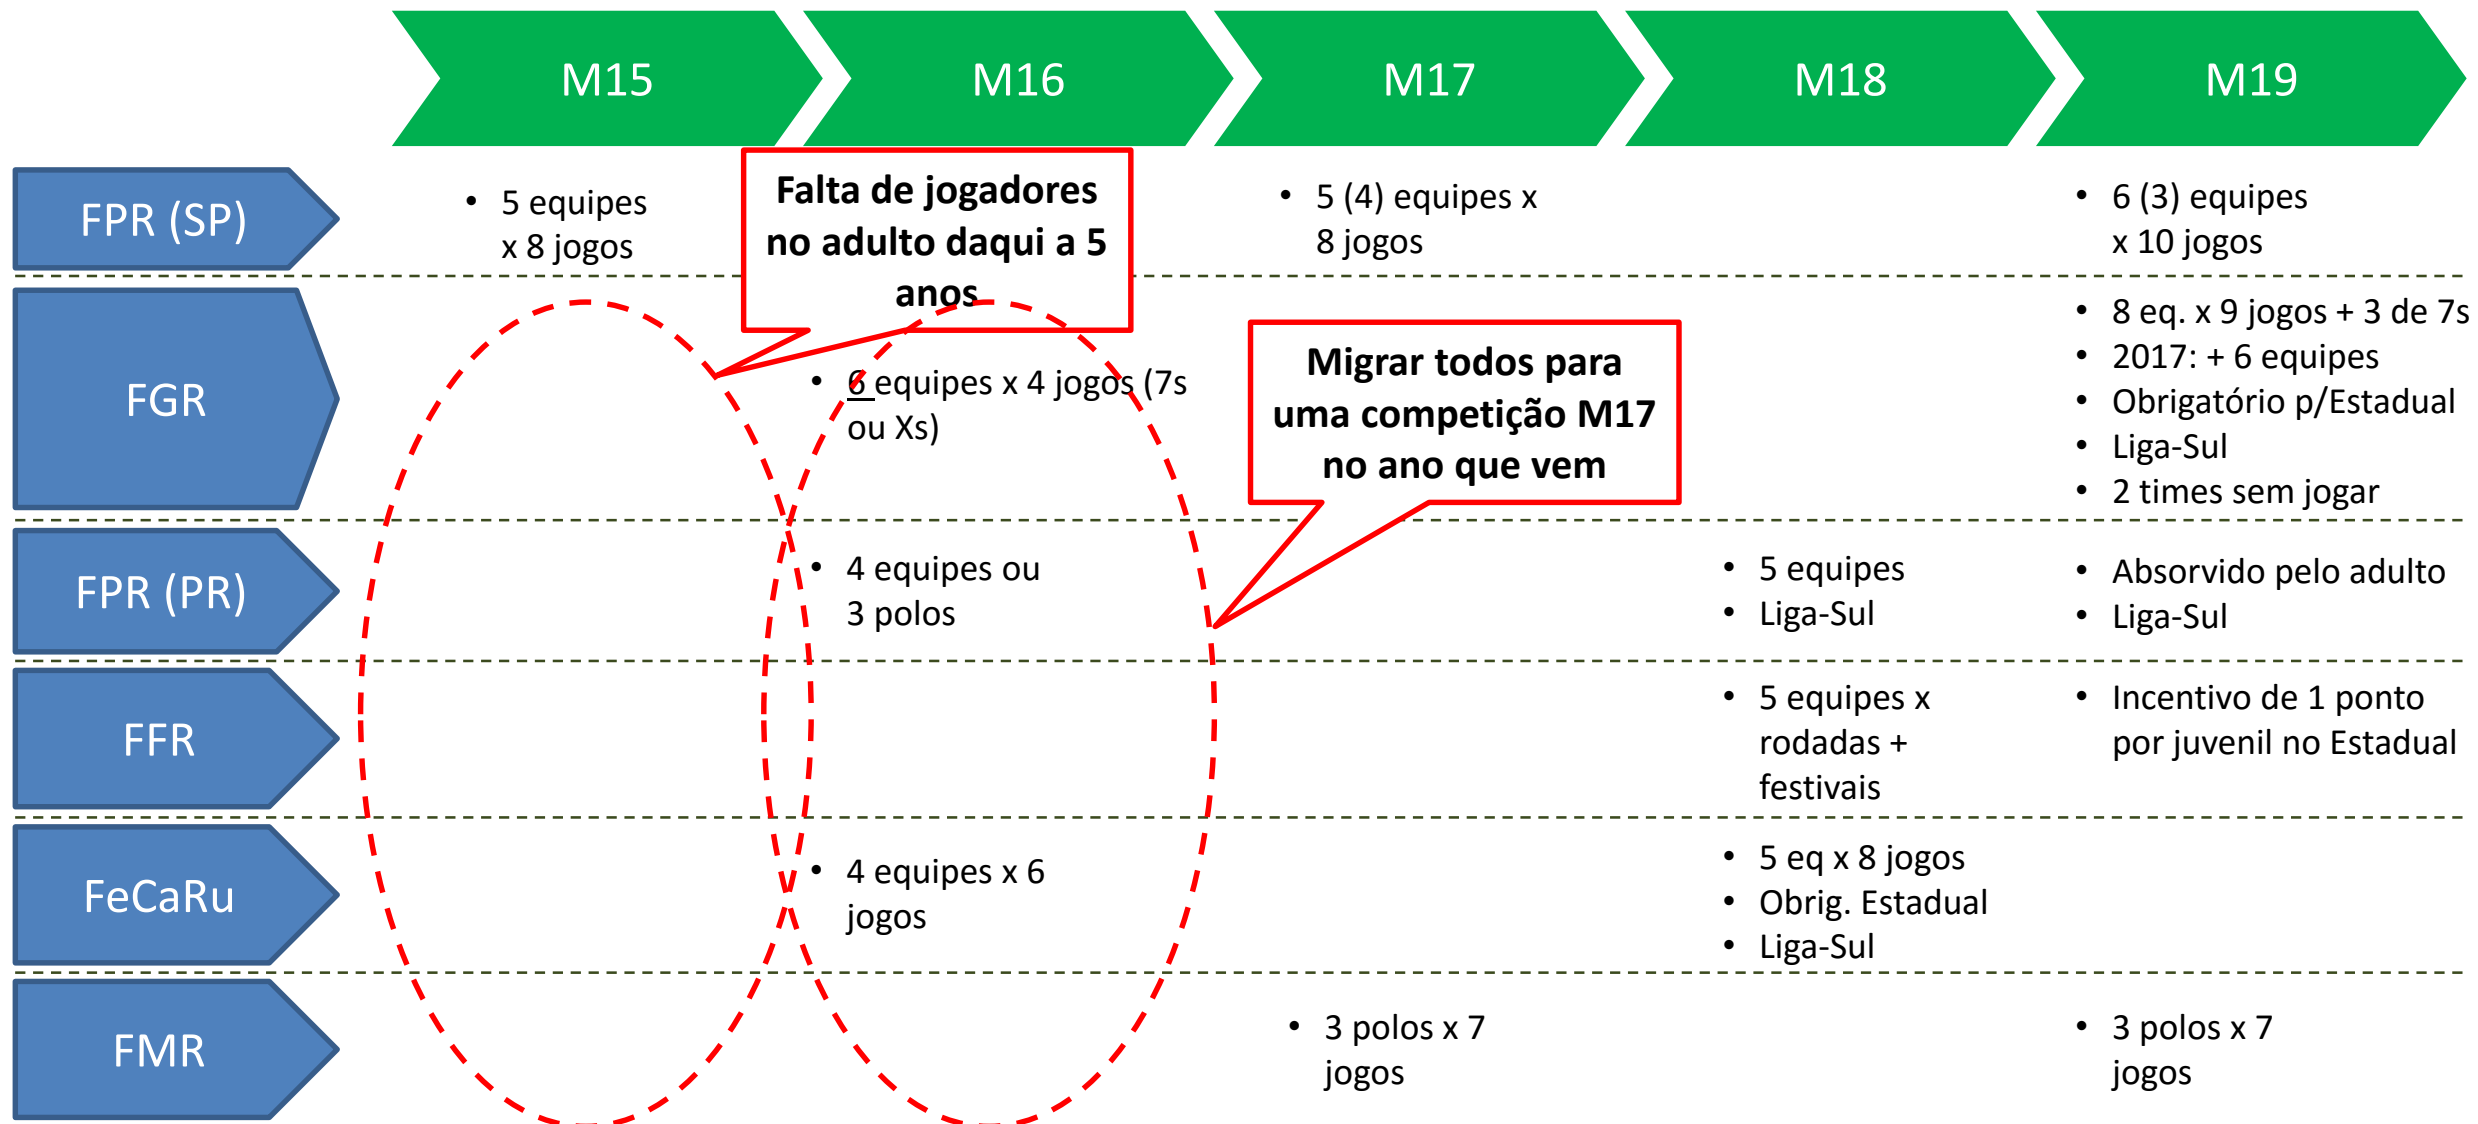 M15
M16
M17
M18
M19
FPR (SP)
• 5 equipes
x 8 jogos
Falta de jogadores
no adulto daqui a 5
anos
• 5 (4) equipes x
8 jogos
• 6 (3) equipes
x 10 jogos
FGR
• 6 equipes x 4 jogos (7s
ou Xs)
Migrar todos para
uma competição M17
no ano que vem
• 8 eq. x 9 jogos + 3 de 7s
• 2017: + 6 equipes
• Obrigatório p/Estadual
• Liga-Sul
• 2 times sem jogar
FPR (PR)
• 4 equipes ou
3 polos
• 5 equipes
• Liga-Sul
• Absorvido pelo adulto
• Liga-Sul
FFR
• 5 equipes x
rodadas +
festivais
• Incentivo de 1 ponto
por juvenil no Estadual
FeCaRu
• 4 equipes x 6
jogos
• 5 eq x 8 jogos
• Obrig. Estadual
• Liga-Sul
FMR
• 3 polos x 7
jogos
• 3 polos x 7
jogos